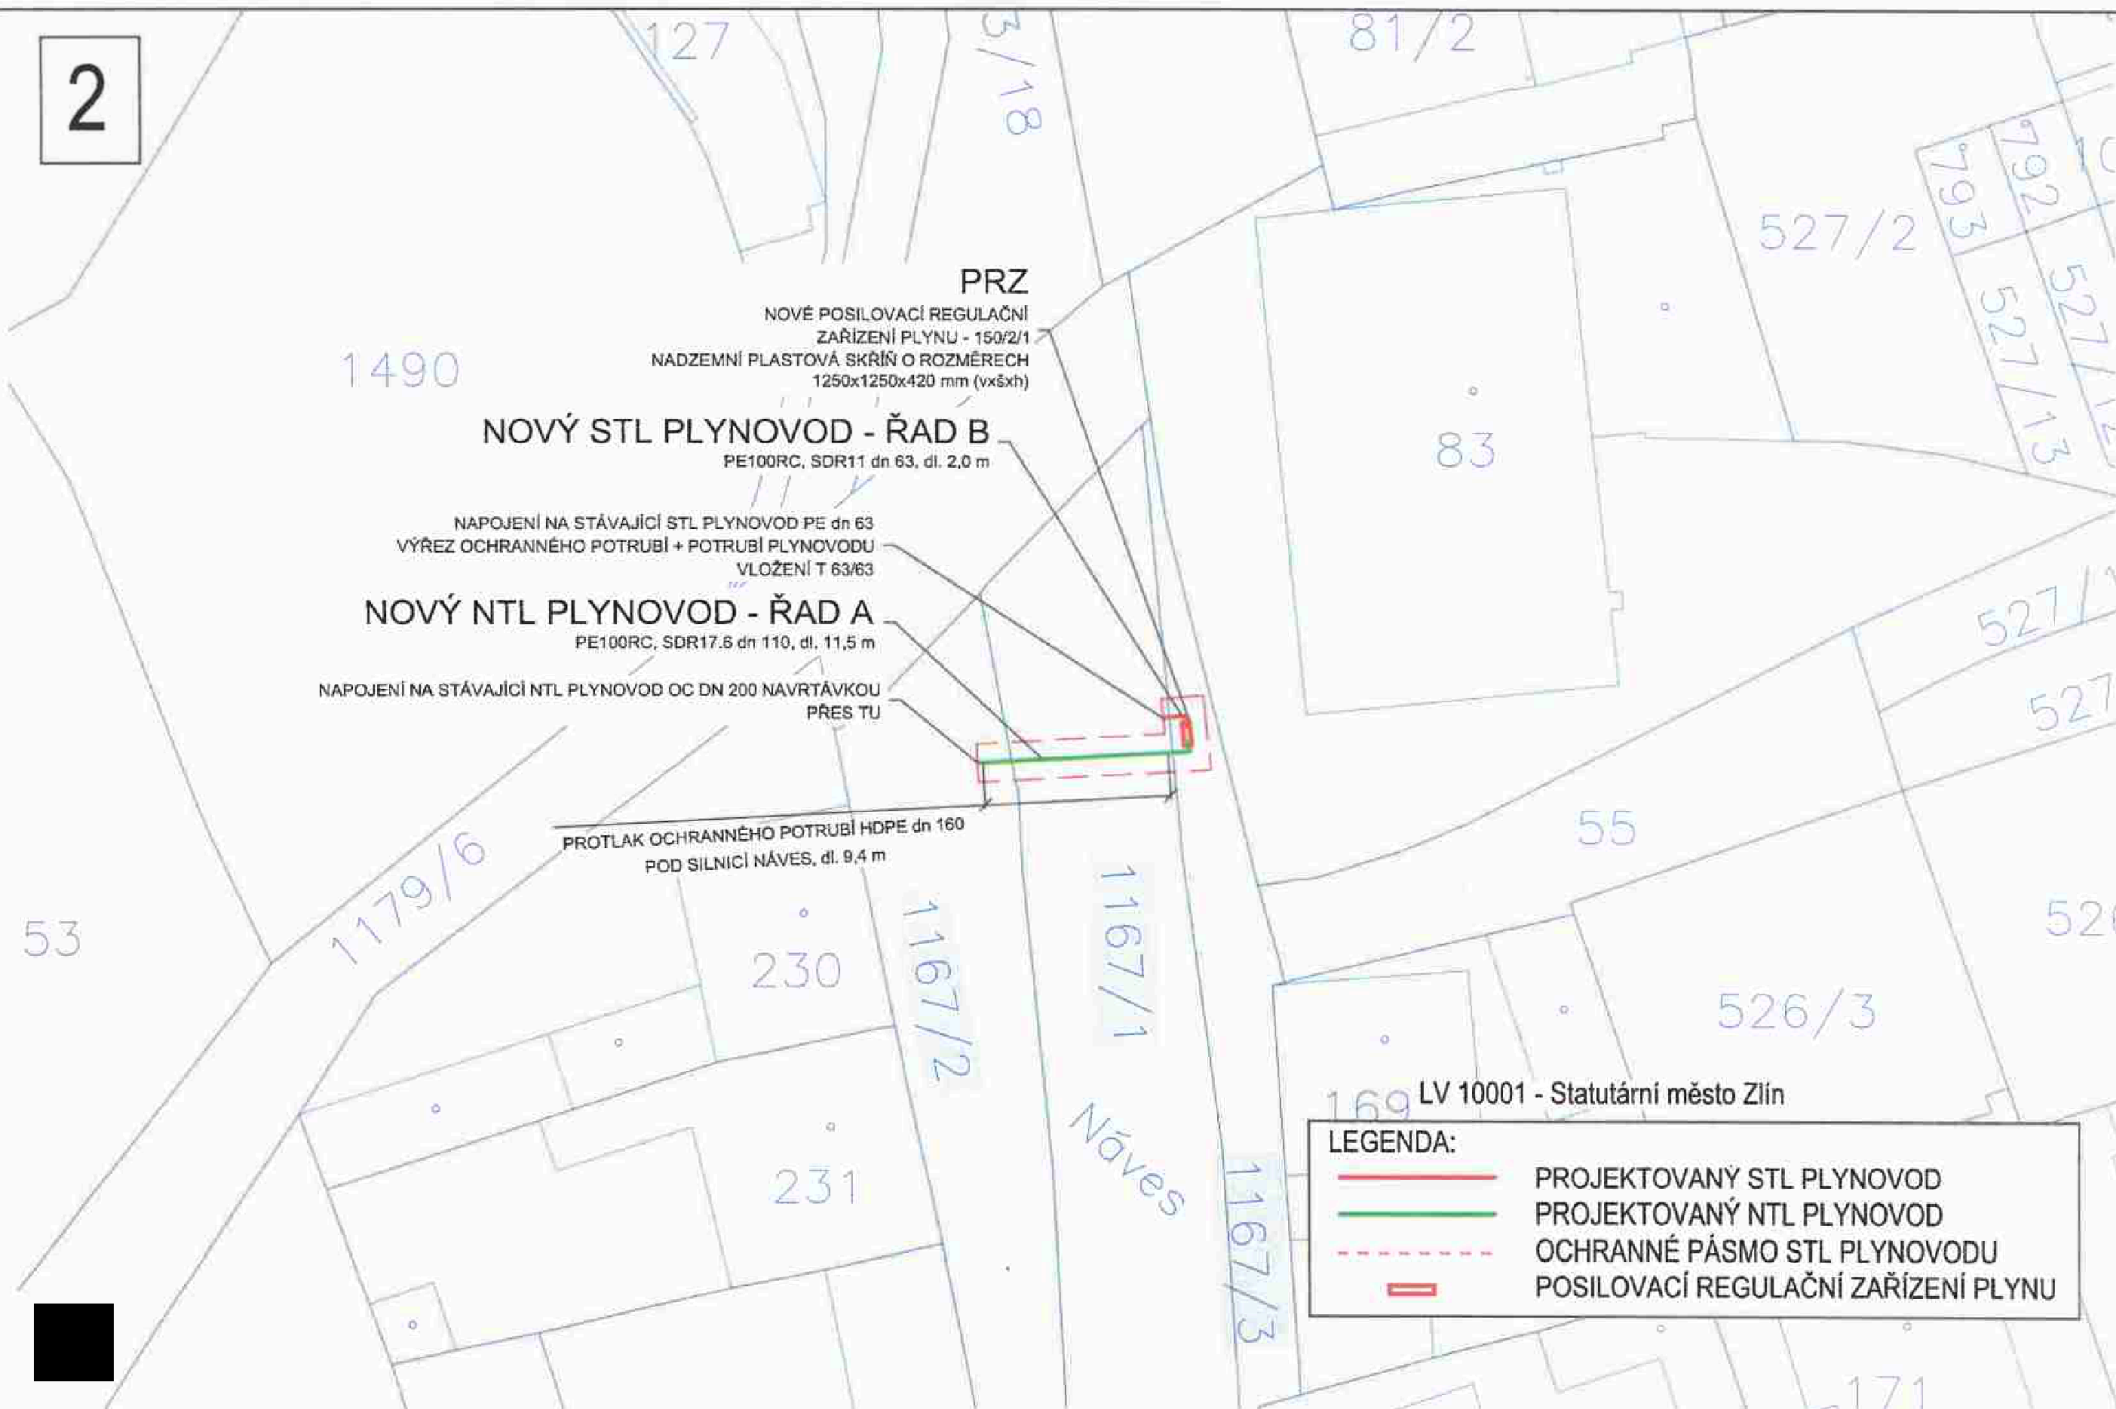 2
127
3/18
81/2
793
792
527/2
527/13
1490
83
PRZ
NOVÉ POSILOVACÍ REGULAČNÍ
ZAŘÍZENÍ PLYNU - 150/2/1
NADZEMNÍ PLASTOVÁ SKŘÍŇ O ROZMĚRECH
1250x1250x420 mm (vxšxh)
NOVÝ STL PLYNOVOD - ŘAD B
PE100RC, SDR11 dn 63, dl. 2,0 m
NAPOJENÍ NA STÁVAJÍCÍ STL PLYNOVOD PE dn 63
VÝŘEZ OCHRANNÉHO POTRUBÍ + POTRUBÍ PLYNOVODU
VLOŽENÍ T 63/63
NOVÝ NTL PLYNOVOD - ŘAD A
PE100RC, SDR17.6 dn 110, dl. 11,5 m
NAPOJENÍ NA STÁVAJÍCÍ NTL PLYNOVOD OC DN 200 NAVRTÁVKOU
PŘES TU
PROTLAK OCHRANNÉHO POTRUBÍ HDPE dn 160
POD SILNICÍ NÁVES, dl. 9,4 m
1179/6
53
55
230
231
1167/2
1167/1
1167/3
Náves
526/3
169
171
LV 10001 - Statutární město Zlín
LEGENDA:
PROJEKTOVANÝ STL PLYNOVOD
PROJEKTOVANÝ NTL PLYNOVOD
OCHRANNÉ PÁSMO STL PLYNOVODU
POSILOVACÍ REGULAČNÍ ZAŘÍZENÍ PLYNU